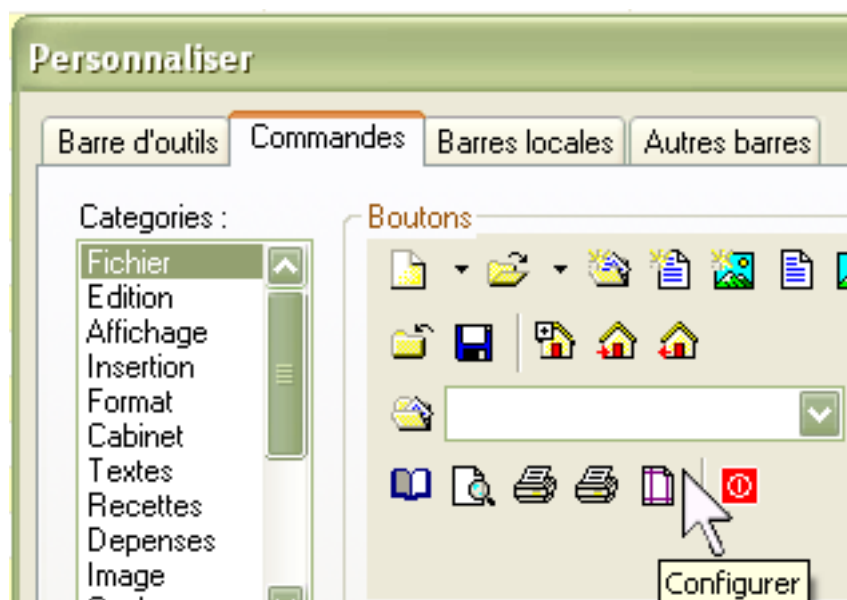 Personnaliser
Barre d'outils Commandes Barres locales Autres barres
Categories :
Boutons
Fichier
Edition
Affichage
Insertion
Format
Cabinet
Textes
Recettes
Depenses
Image
Configurer